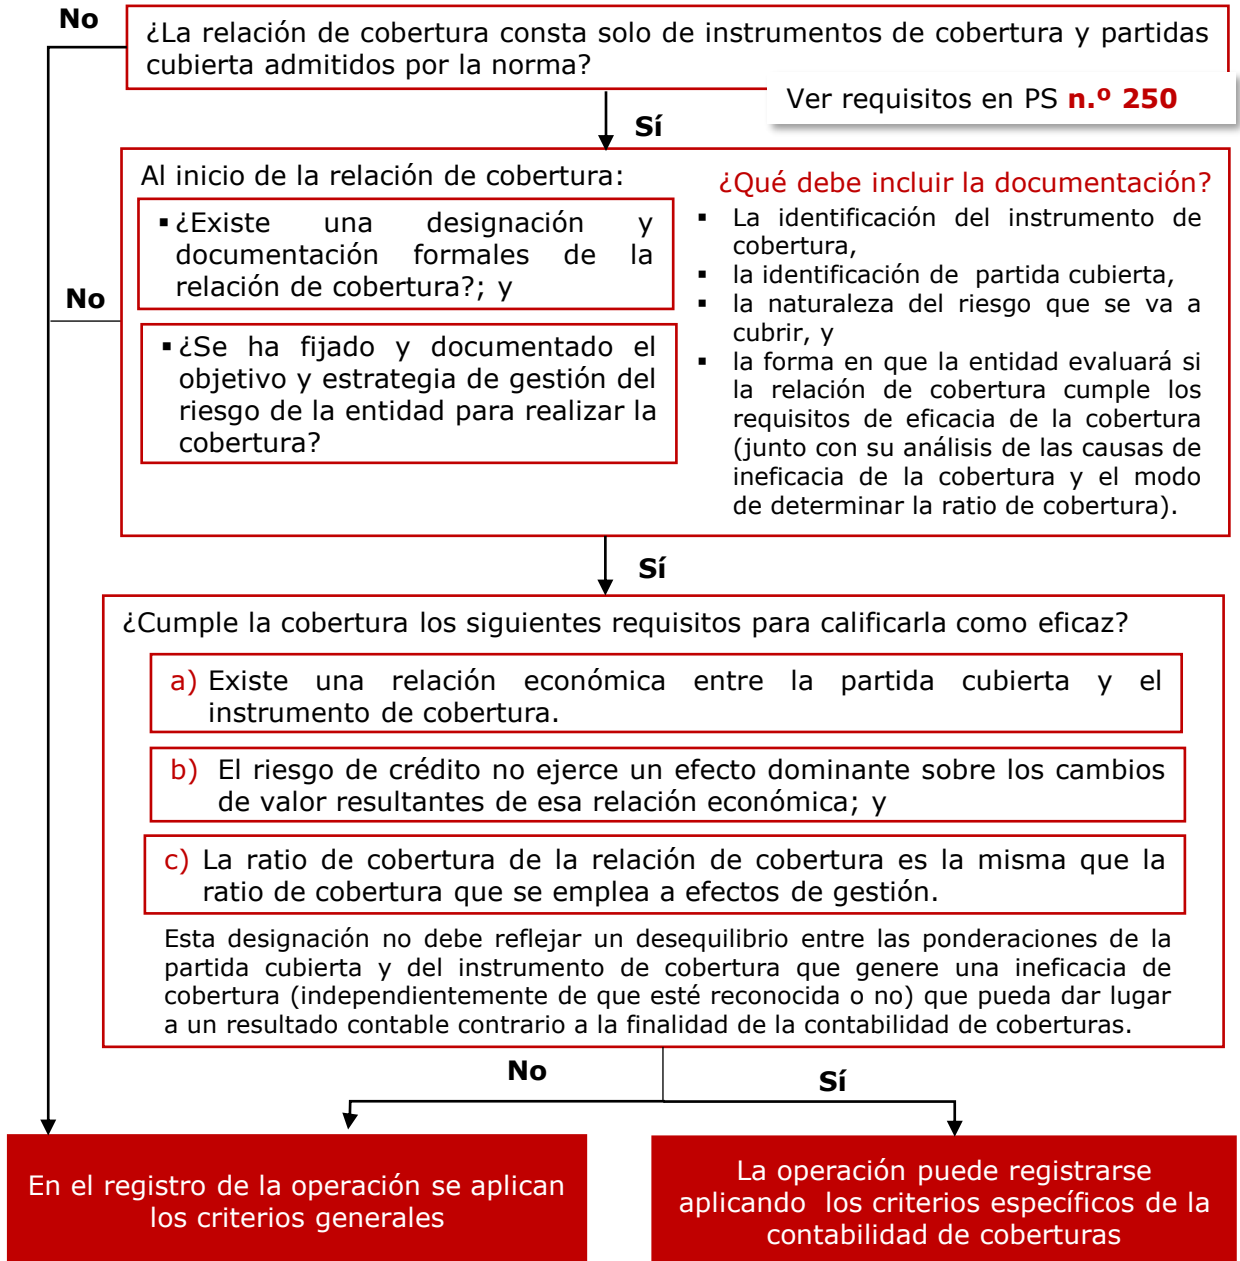 No
¿La relación de cobertura consta solo de instrumentos de cobertura y partidas
cubierta admitidos por la norma?
Ver requisitos en PS n.º 250
Sí
Al inicio de la relación de cobertura:
▪ ¿Existe una designación y
documentación formales de la
relación de cobertura?; y
No
▪ ¿Se ha fijado y documentado el
objetivo y estrategia de gestión del
riesgo de la entidad para realizar la
cobertura?
¿Qué debe incluir la documentación?
▪ La identificación del instrumento de
cobertura,
▪ la identificación de partida cubierta,
▪ la naturaleza del riesgo que se va a
cubrir, y
▪ la forma en que la entidad evaluará si
la relación de cobertura cumple los
requisitos de eficacia de la cobertura
(junto con su análisis de las causas de
ineficacia de la cobertura y el modo
de determinar la ratio de cobertura).
Sí
¿Cumple la cobertura los siguientes requisitos para calificarla como eficaz?
a) Existe una relación económica entre la partida cubierta y el
instrumento de cobertura.
b) El riesgo de crédito no ejerce un efecto dominante sobre los cambios
de valor resultantes de esa relación económica; y
c) La ratio de cobertura de la relación de cobertura es la misma que la
ratio de cobertura que se emplea a efectos de gestión.
Esta designación no debe reflejar un desequilibrio entre las ponderaciones de la
partida cubierta y del instrumento de cobertura que genere una ineficacia de
cobertura (independientemente de que esté reconocida o no) que pueda dar lugar
a un resultado contable contrario a la finalidad de la contabilidad de coberturas.
No
Sí
En el registro de la operación se aplican
los criterios generales
La operación puede registrarse
aplicando los criterios específicos de la
contabilidad de coberturas